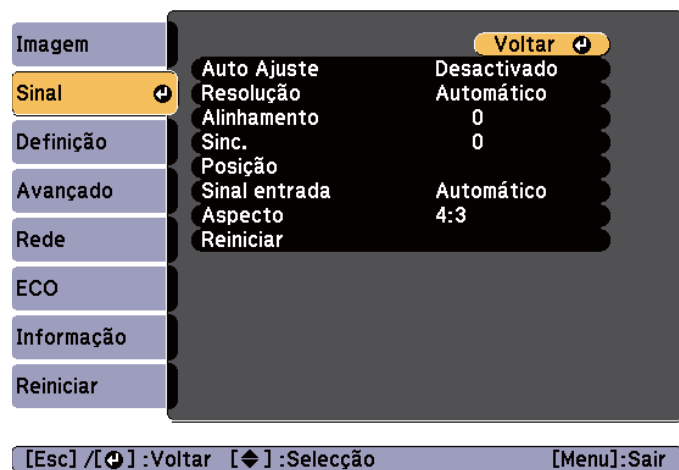 Imagem
Sinal
Definição
Avançado
Rede
ECO
Informação
Reiniciar
Voltar
Auto Ajuste Desactivado
Resolução Automático
Alinhamento 0
Sinc. 0
Posição
Sinal entrada Automático
Aspecto 4:3
Reiniciar
[Esc] /[ ] :Voltar [ ] :Selecção [Menu]:Sair